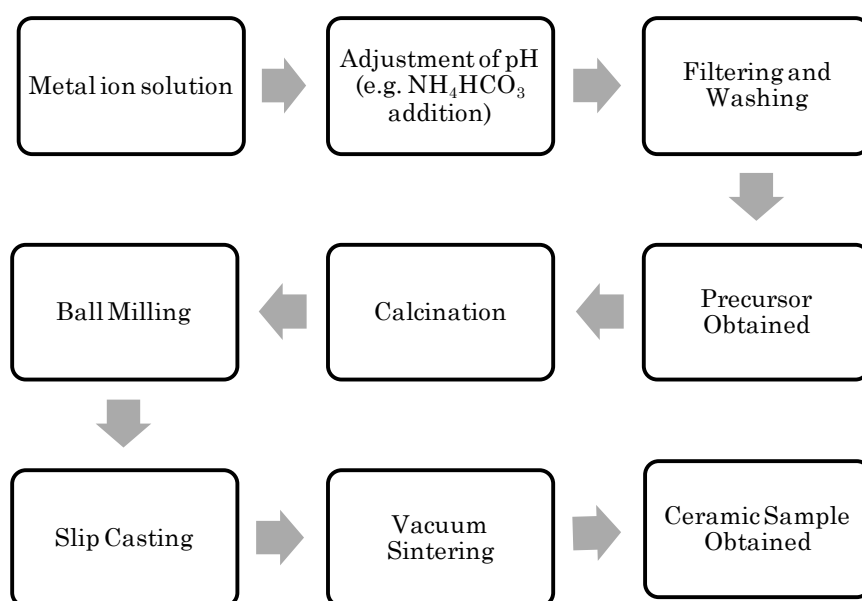 Metal ion solution
Adjustment of pH
(e.g. NH₄HCO₃
addition)
Filtering and
Washing
Precursor
Obtained
Calcination
Ball Milling
Slip Casting
Vacuum
Sintering
Ceramic Sample
Obtained